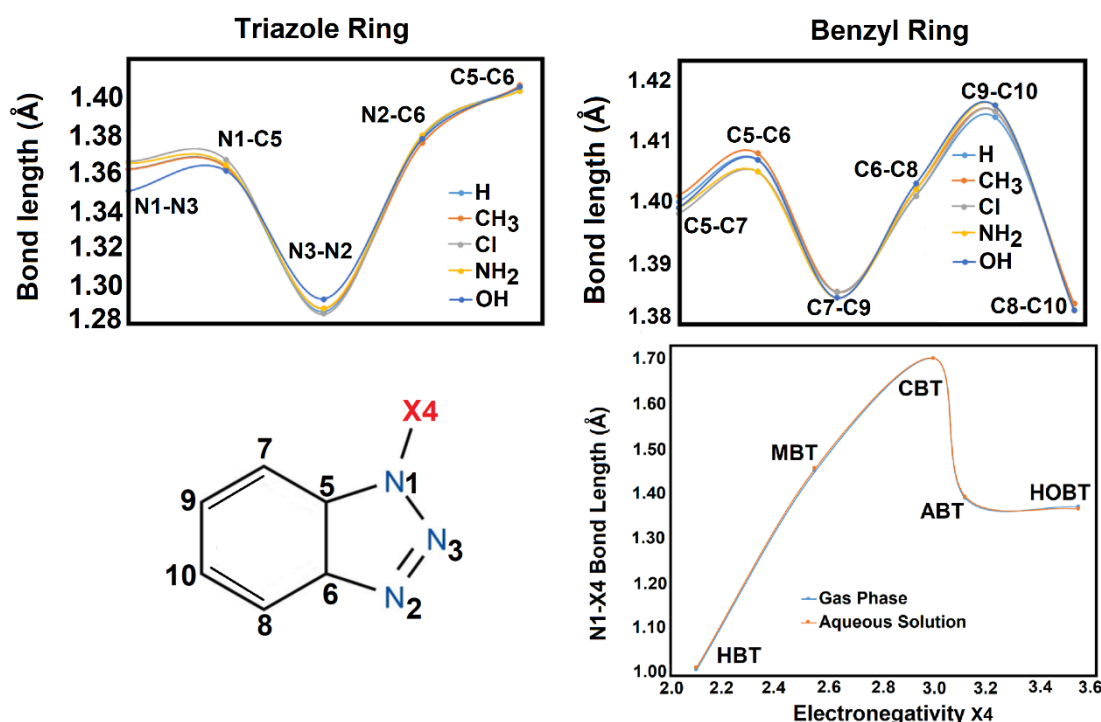 Triazole Ring
Bond length (Å)
1.40
1.38
1.36
1.34
1.32
1.30
1.28
N1-N3
N1-C5
N3-N2
N2-C6
C5-C6
H
CH3
Cl
NH2
OH
Benzyl Ring
Bond length (Å)
1.42
1.41
1.40
1.39
1.38
C5-C7
C5-C6
C7-C9
C6-C8
C9-C10
C8-C10
H
CH3
Cl
NH2
OH
X4
7
5
N1
9
N3
10
6
N2
8
N1-X4 Bond Length (Å)
1.70
1.60
1.50
1.40
1.30
1.20
1.10
1.00
HBT
MBT
CBT
ABT
HOBT
Gas Phase
Aqueous Solution
2.0 2.2 2.4 2.6 2.8 3.0 3.2 3.4 3.6
Electronegativity X4